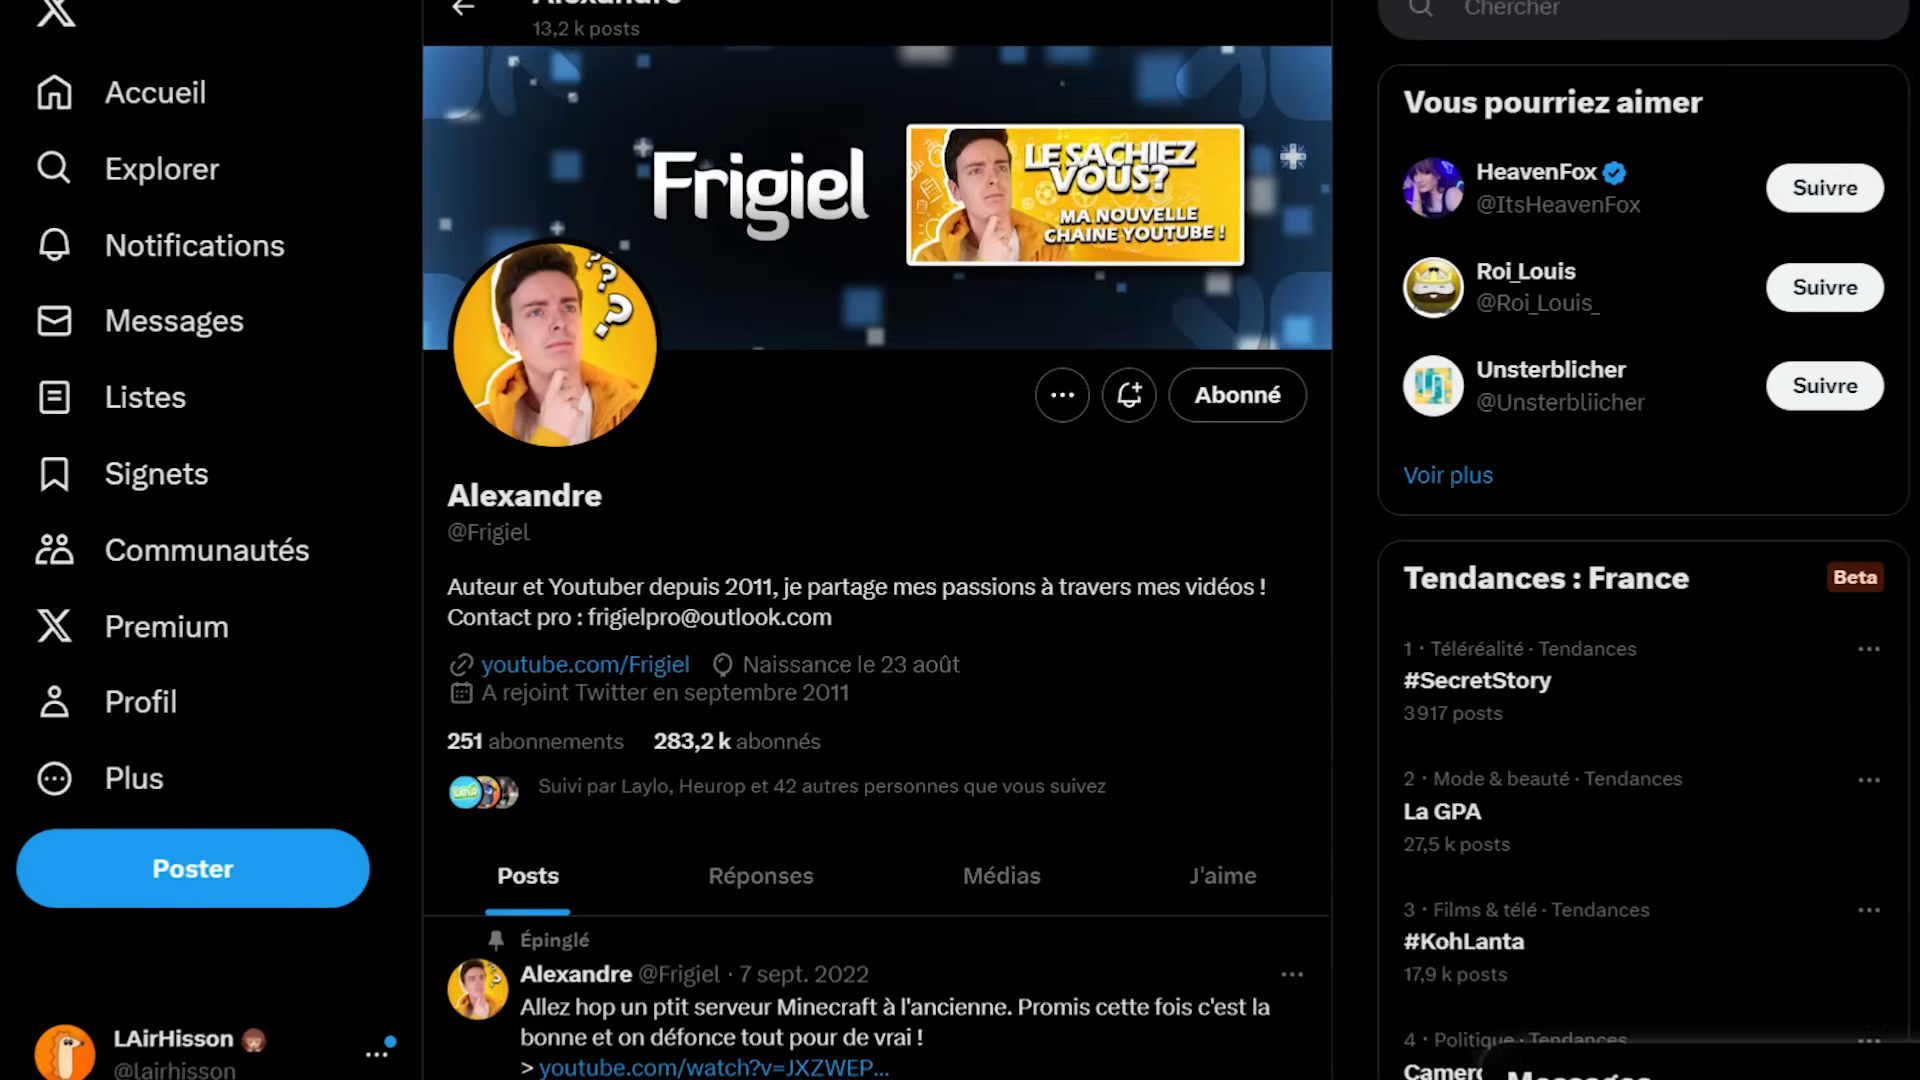 Accueil
Explorer
Notifications
Messages
Listes
Signets
Communautés
Premium
Profil
Plus
Poster
LAirHisson
@lairhisson
Alexandre
13,2 k posts
Frigiel
LE SACHIEZ
VOUS?
MA NOUVELLE
CHAINE YOUTUBE !
Abonné
Alexandre
@Frigiel
Auteur et Youtuber depuis 2011, je partage mes passions à travers mes vidéos !
Contact pro : frigielpro@outlook.com
youtube.com/Frigiel Naissance le 23 août
A rejoint Twitter en septembre 2011
251 abonnements 283,2 k abonnés
Suivi par Laylo, Heurop et 42 autres personnes que vous suivez
Posts Réponses Médias J'aime
Épinglé
Alexandre @Frigiel · 7 sept. 2022
Allez hop un ptit serveur Minecraft à l'ancienne. Promis cette fois c'est la
bonne et on défonce tout pour de vrai !
> youtube.com/watch?v=JXZWEP...
Chercher
Vous pourriez aimer
HeavenFox
@ItsHeavenFox
Suivre
Roi_Louis
@Roi_Louis_
Suivre
Unsterblicher
@Unsterbliicher
Suivre
Voir plus
Tendances : France Beta
1 · Téléréalité · Tendances
#SecretStory
3 917 posts
2 · Mode & beauté · Tendances
La GPA
27,5 k posts
3 · Films & télé · Tendances
#KohLanta
17,9 k posts
4 · Politique · Tendances
Messages